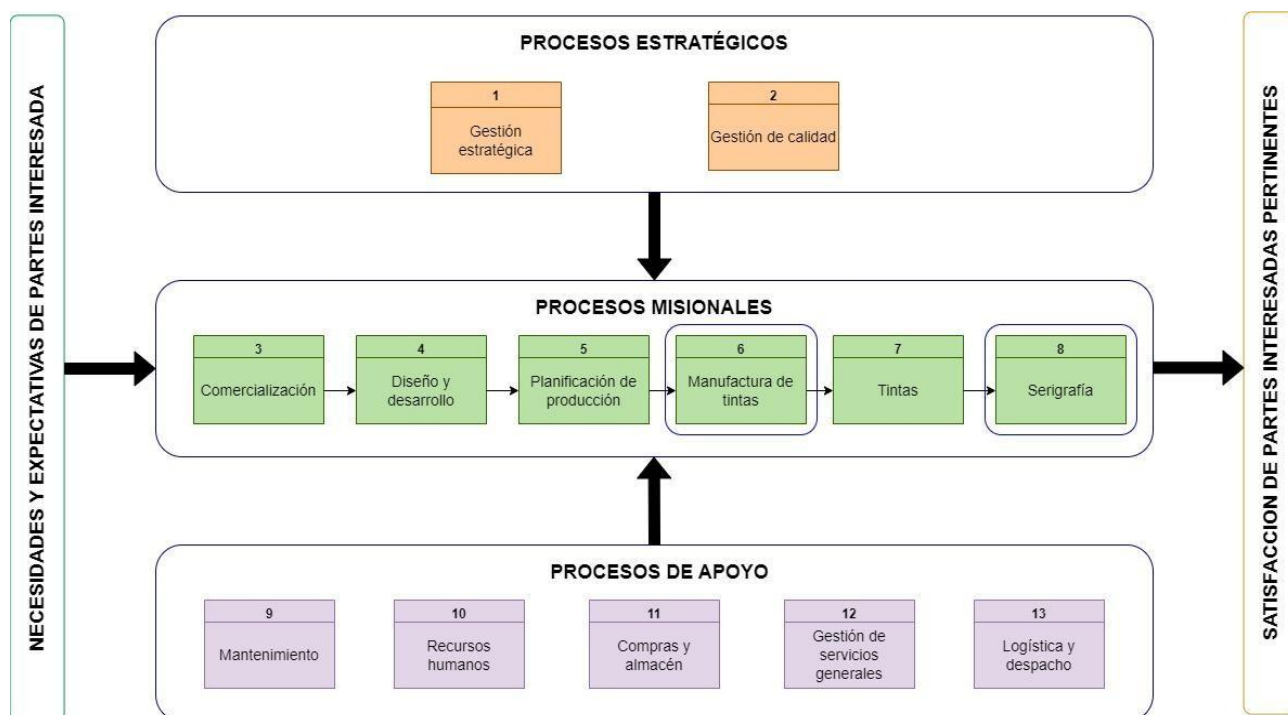 NECESIDADES Y EXPECTATIVAS DE PARTES INTERESADA
PROCESOS ESTRATÉGICOS
1
Gestión
estratégica
2
Gestión de calidad
PROCESOS MISIONALES
3
Comercialización
4
Diseño y
desarrollo
5
Planificación de
producción
6
Manufactura de
tintas
7
Tintas
8
Serigrafía
PROCESOS DE APOYO
9
Mantenimiento
10
Recursos
humanos
11
Compras y
almacén
12
Gestión de
servicios
generales
13
Logística y
despacho
SATISFACCION DE PARTES INTERESADAS PERTINENTES